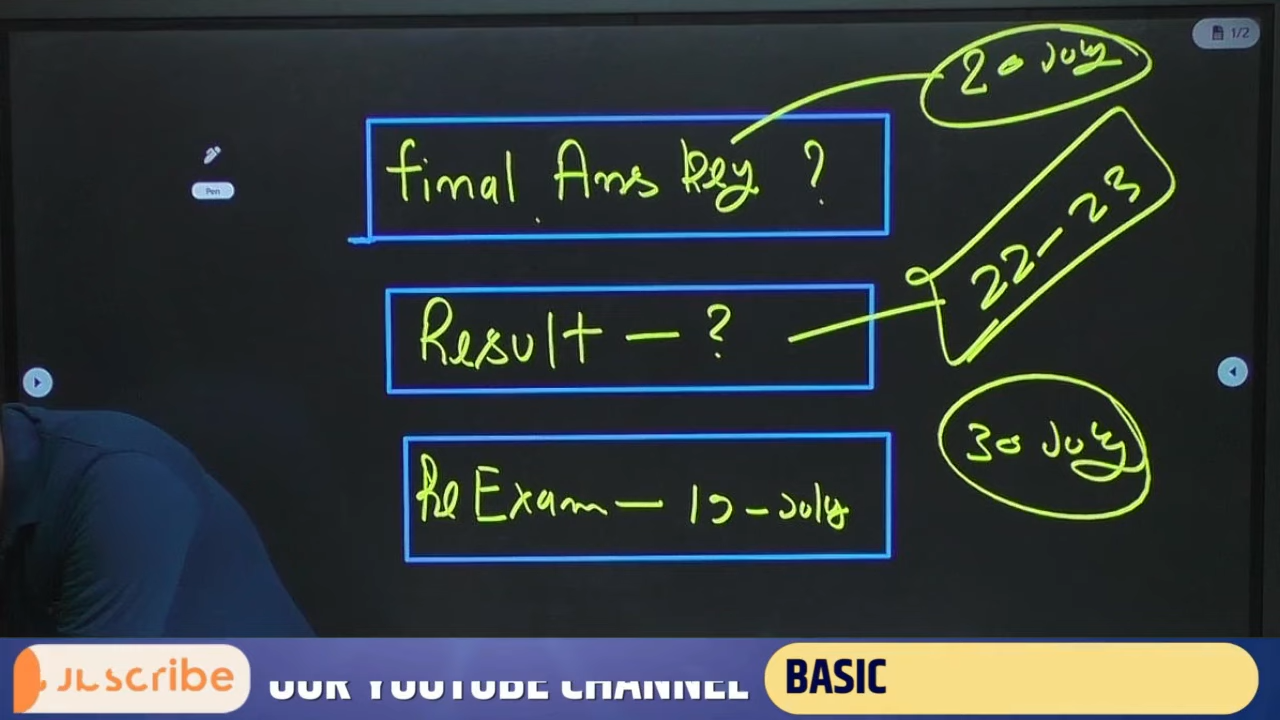 1/2
20 July
final Ans key ?
Pen
22-23
Result - ?
30 July
Re Exam - 19-July
OUR YOUTUBE CHANNEL
BASIC